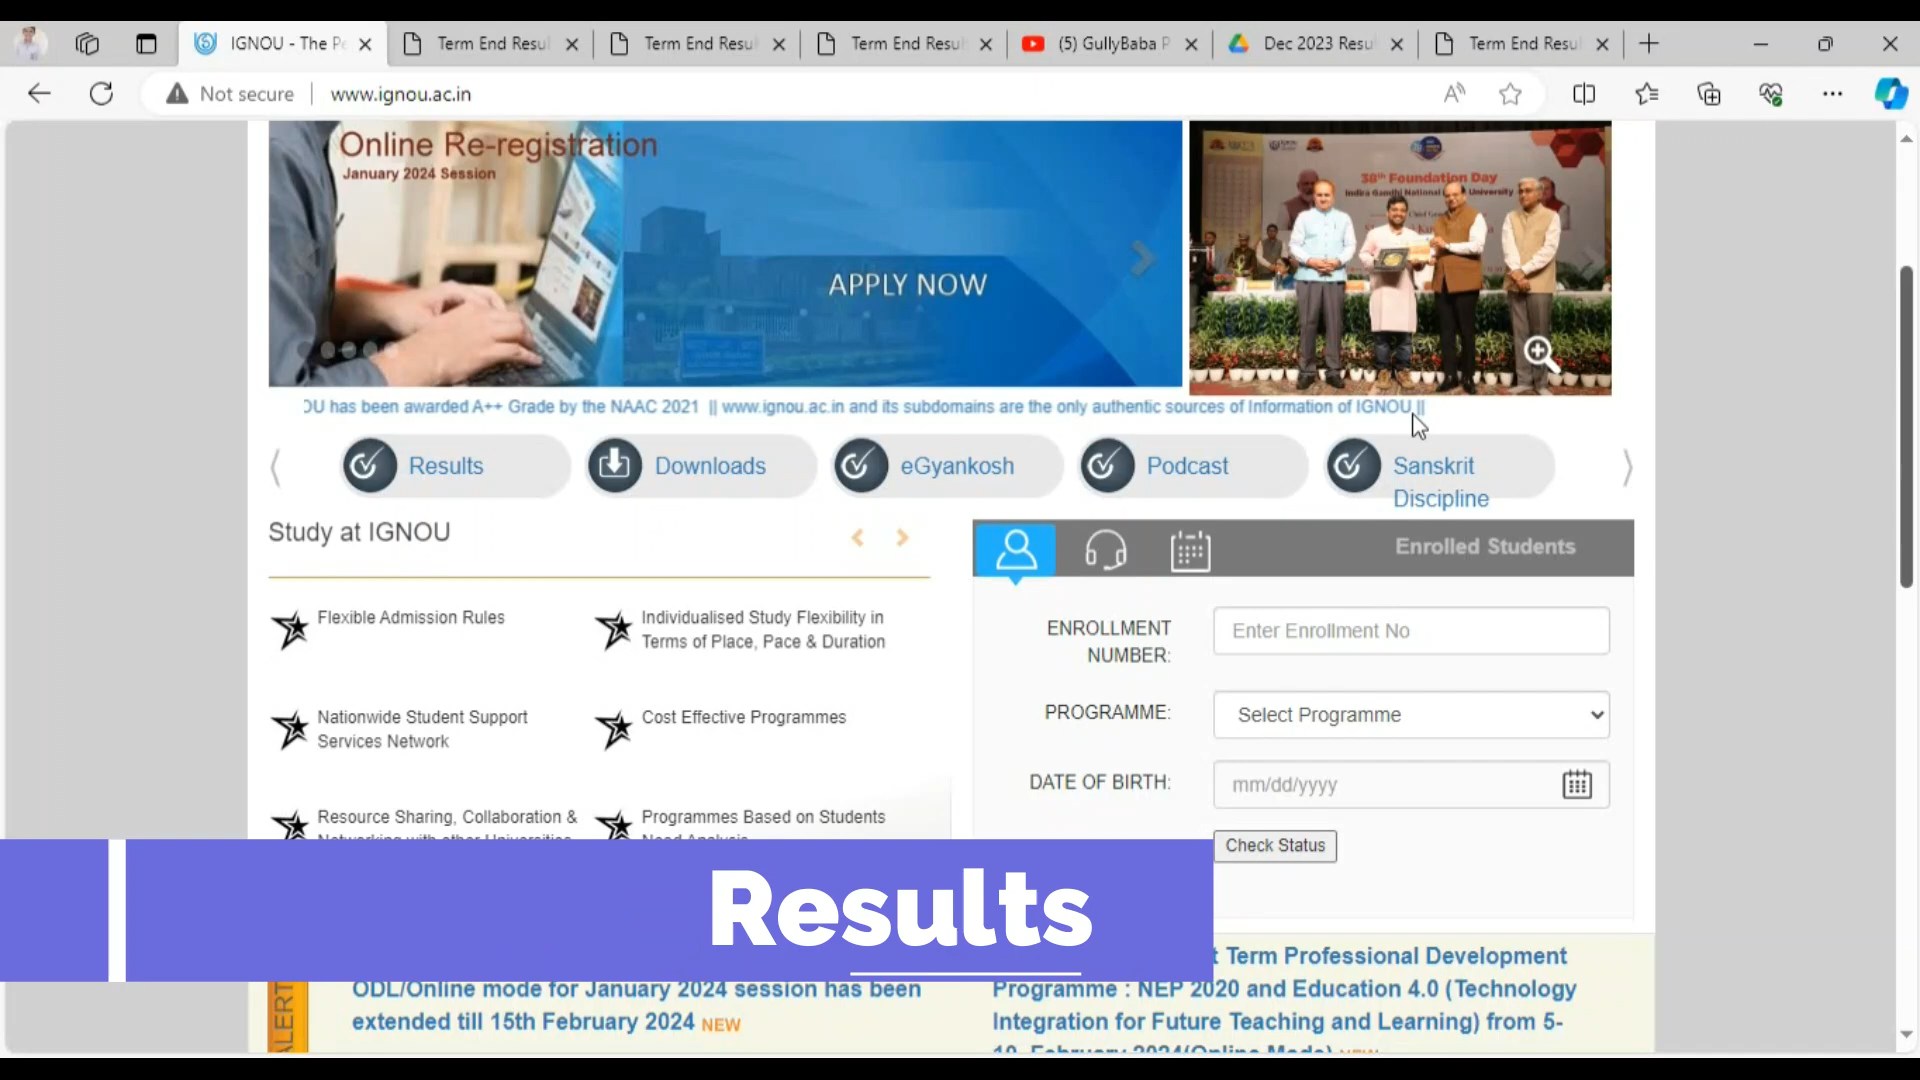 IGNOU - The Pe
Term End Resul
Term End Resul
Term End Resul
(5) GullyBaba P
Dec 2023 Resu
Term End Resul
Not secure
www.ignou.ac.in
Online Re-registration
January 2024 Session
APPLY NOW
38th Foundation Day
Indira Gandhi National University
OU has been awarded A++ Grade by the NAAC 2021 || www.ignou.ac.in and its subdomains are the only authentic sources of Information of IGNOU ||
Results
Downloads
eGyankosh
Podcast
Sanskrit
Discipline
Study at IGNOU
Enrolled Students
Flexible Admission Rules
Individualised Study Flexibility in
Terms of Place, Pace & Duration
Nationwide Student Support
Services Network
Cost Effective Programmes
Resource Sharing, Collaboration &
Programmes Based on Students
ENROLLMENT
NUMBER:
Enter Enrollment No
PROGRAMME:
Select Programme
DATE OF BIRTH:
mm/dd/yyyy
Check Status
Results
ALERT
ODL/Online mode for January 2024 session has been
extended till 15th February 2024 NEW
t Term Professional Development
Programme : NEP 2020 and Education 4.0 (Technology
Integration for Future Teaching and Learning) from 5-